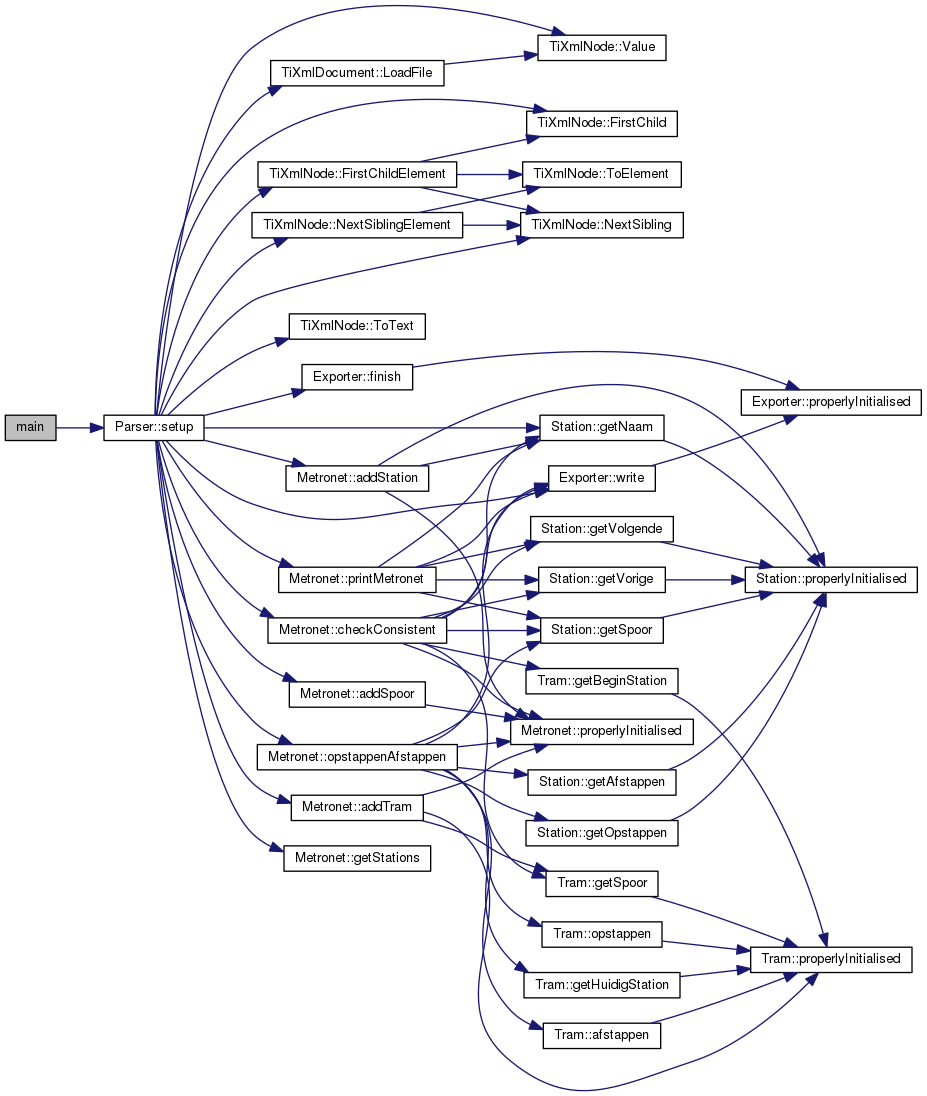 TiXmlNode::Value
TiXmlDocument::LoadFile
TiXmlNode::FirstChild
TiXmlNode::FirstChildElement
TiXmlNode::ToElement
TiXmlNode::NextSiblingElement
TiXmlNode::NextSibling
TiXmlNode::ToText
Exporter::finish
Exporter::properlyInitialised
main
Parser::setup
Station::getNaam
Metronet::addStation
Exporter::write
Station::getVolgende
Metronet::printMetronet
Station::getVorige
Station::properlyInitialised
Metronet::checkConsistent
Station::getSpoor
Tram::getBeginStation
Metronet::addSpoor
Metronet::properlyInitialised
Metronet::opstappenAfstappen
Station::getAfstappen
Metronet::addTram
Station::getOpstappen
Metronet::getStations
Tram::getSpoor
Tram::opstappen
Tram::properlyInitialised
Tram::getHuidigStation
Tram::afstappen